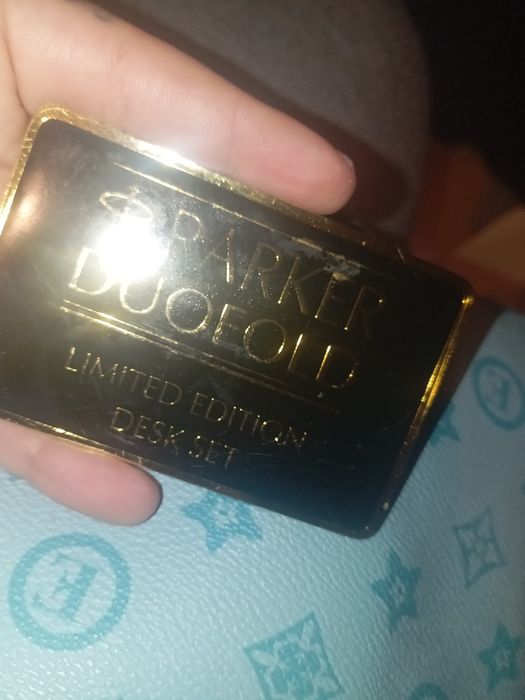 PARKER
DUOFOLD
LIMITED EDITION
DESK SET
E